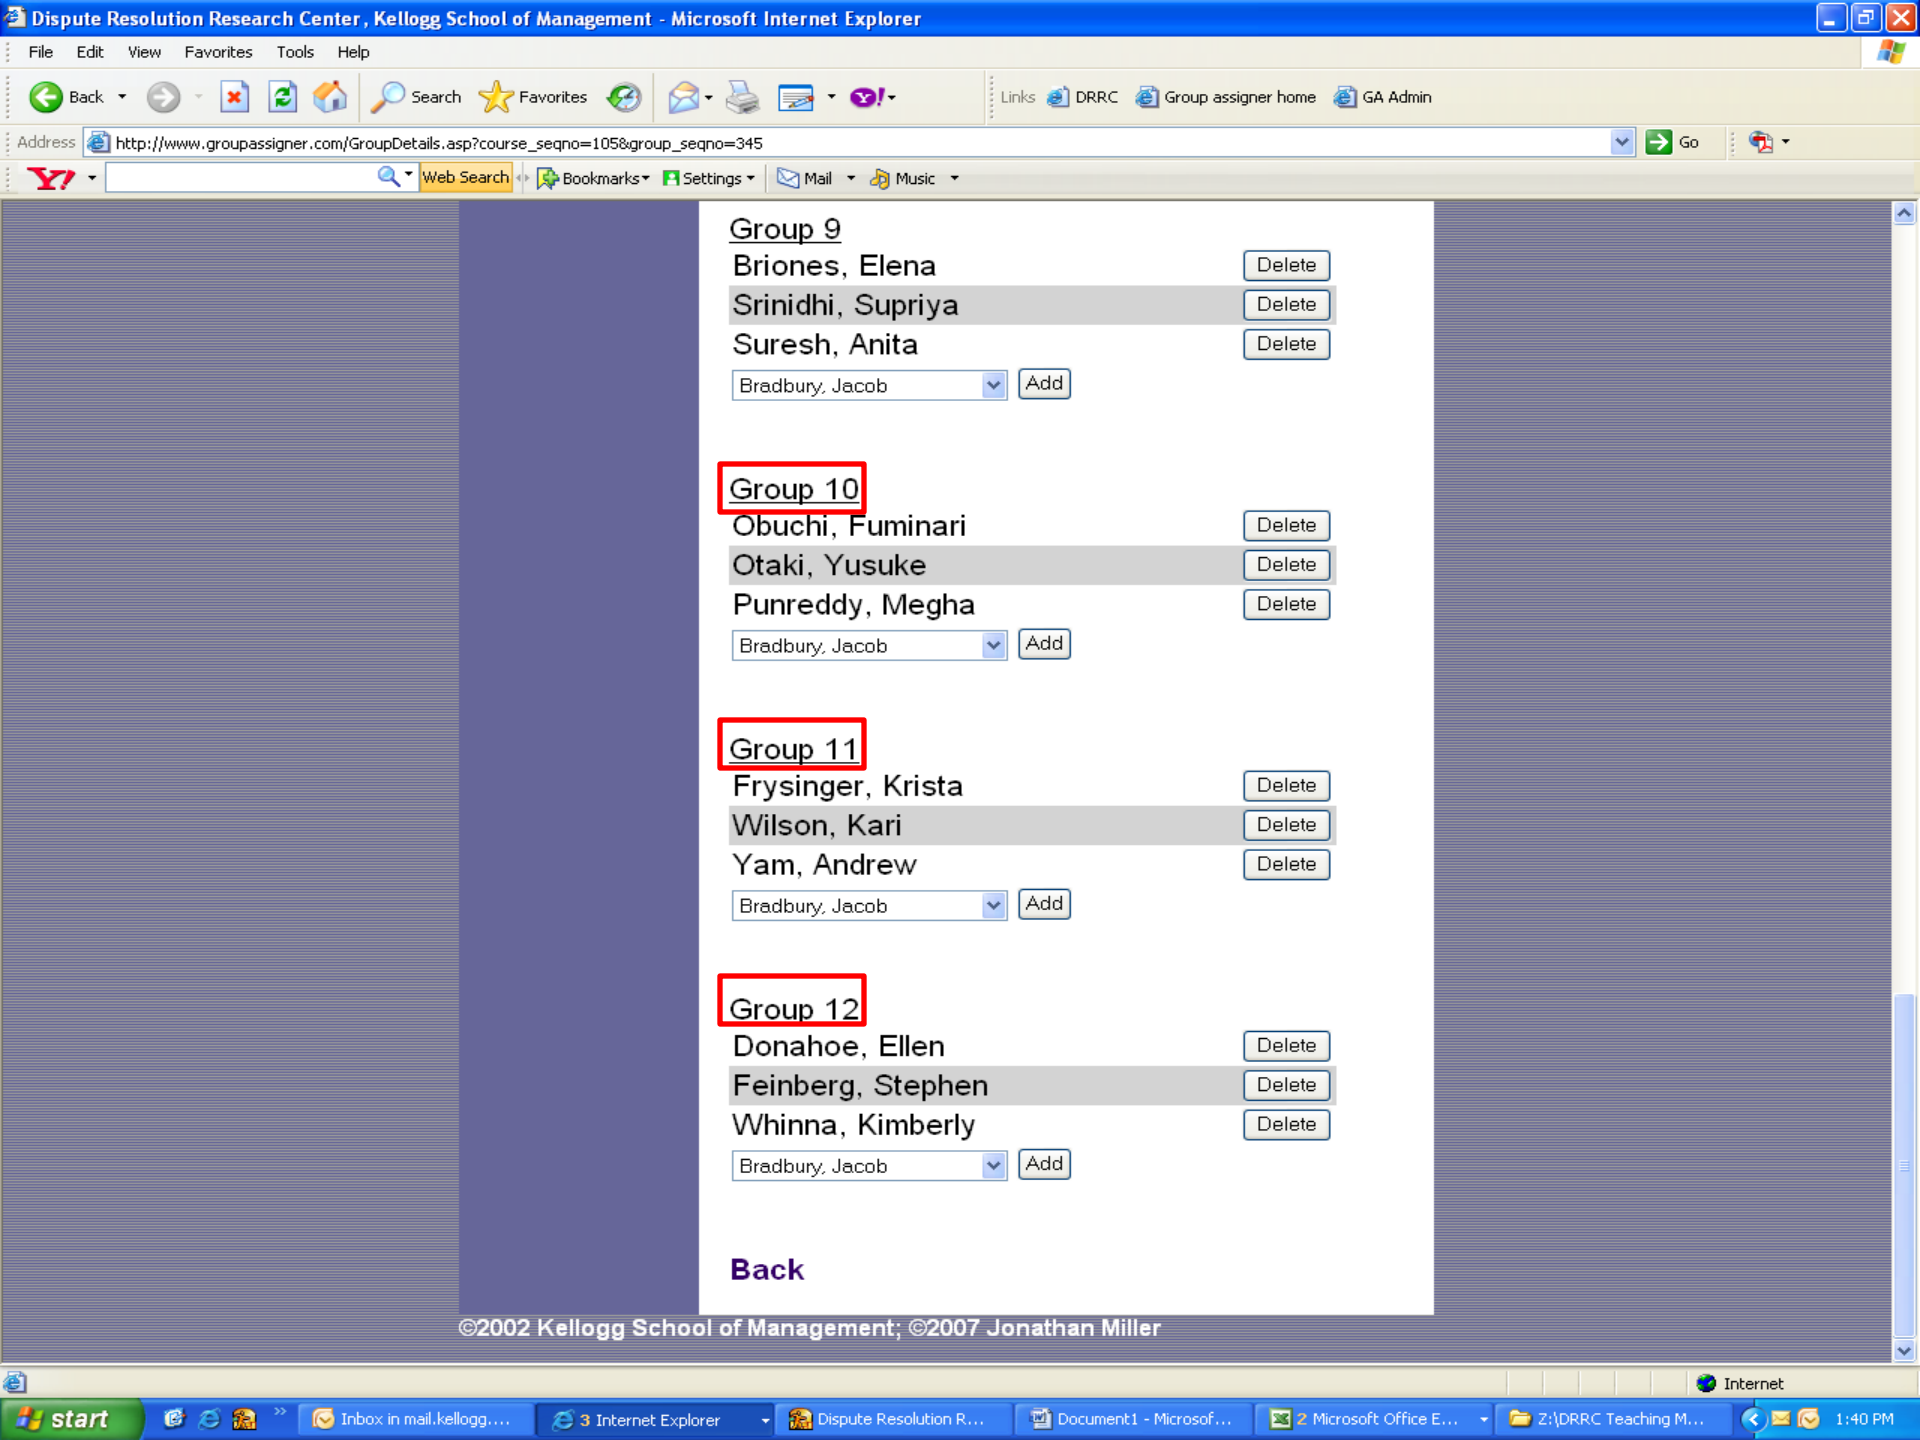 Dispute Resolution Research Center, Kellogg School of Management - Microsoft Internet Explorer
File Edit View Favorites Tools Help
Back Search Favorites Links DRRC Group assigner home GA Admin
Address http://www.groupassigner.com/GroupDetails.asp?course_seqno=105&group_seqno=345 Go
Y! Web Search Bookmarks Settings Mail Music
Group 9
Briones, Elena Delete
Srinidhi, Supriya Delete
Suresh, Anita Delete
Bradbury, Jacob Add
Group 10
Obuchi, Fuminari Delete
Otaki, Yusuke Delete
Punreddy, Megha Delete
Bradbury, Jacob Add
Group 11
Frysinger, Krista Delete
Wilson, Kari Delete
Yam, Andrew Delete
Bradbury, Jacob Add
Group 12
Donahoe, Ellen Delete
Feinberg, Stephen Delete
Whinna, Kimberly Delete
Bradbury, Jacob Add
Back
©2002 Kellogg School of Management; ©2007 Jonathan Miller
Internet
start Inbox in mail.kellogg.... 3 Internet Explorer Dispute Resolution R... Document1 - Microsof... 2 Microsoft Office E... Z:\DRRC Teaching M... 1:40 PM